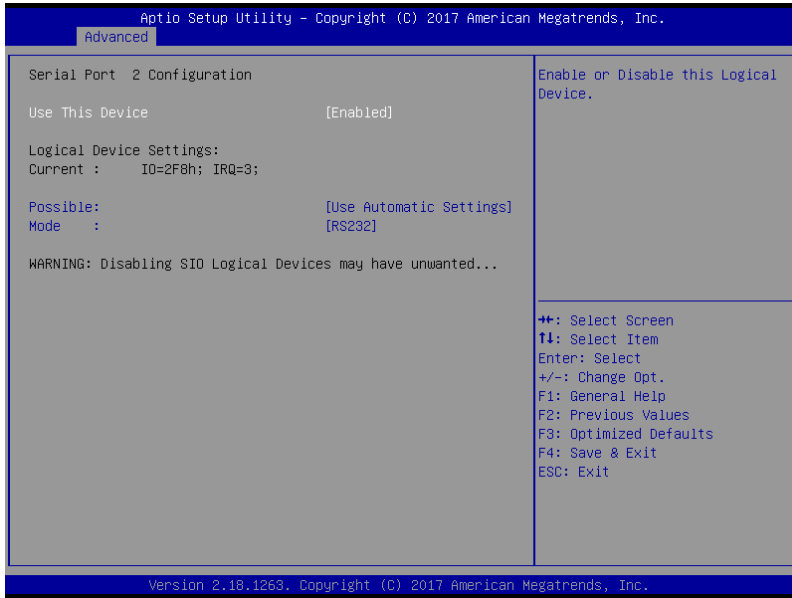 Aptio Setup Utility – Copyright (C) 2017 American Megatrends, Inc.
Advanced
Serial Port 2 Configuration
Use This Device [Enabled]
Logical Device Settings:
Current : IO=2F8h; IRQ=3;
Possible: [Use Automatic Settings]
Mode : [RS232]
WARNING: Disabling SIO Logical Devices may have unwanted...
Enable or Disable this Logical
Device.
→←: Select Screen
↑↓: Select Item
Enter: Select
+/-: Change Opt.
F1: General Help
F2: Previous Values
F3: Optimized Defaults
F4: Save & Exit
ESC: Exit
Version 2.18.1263. Copyright (C) 2017 American Megatrends, Inc.